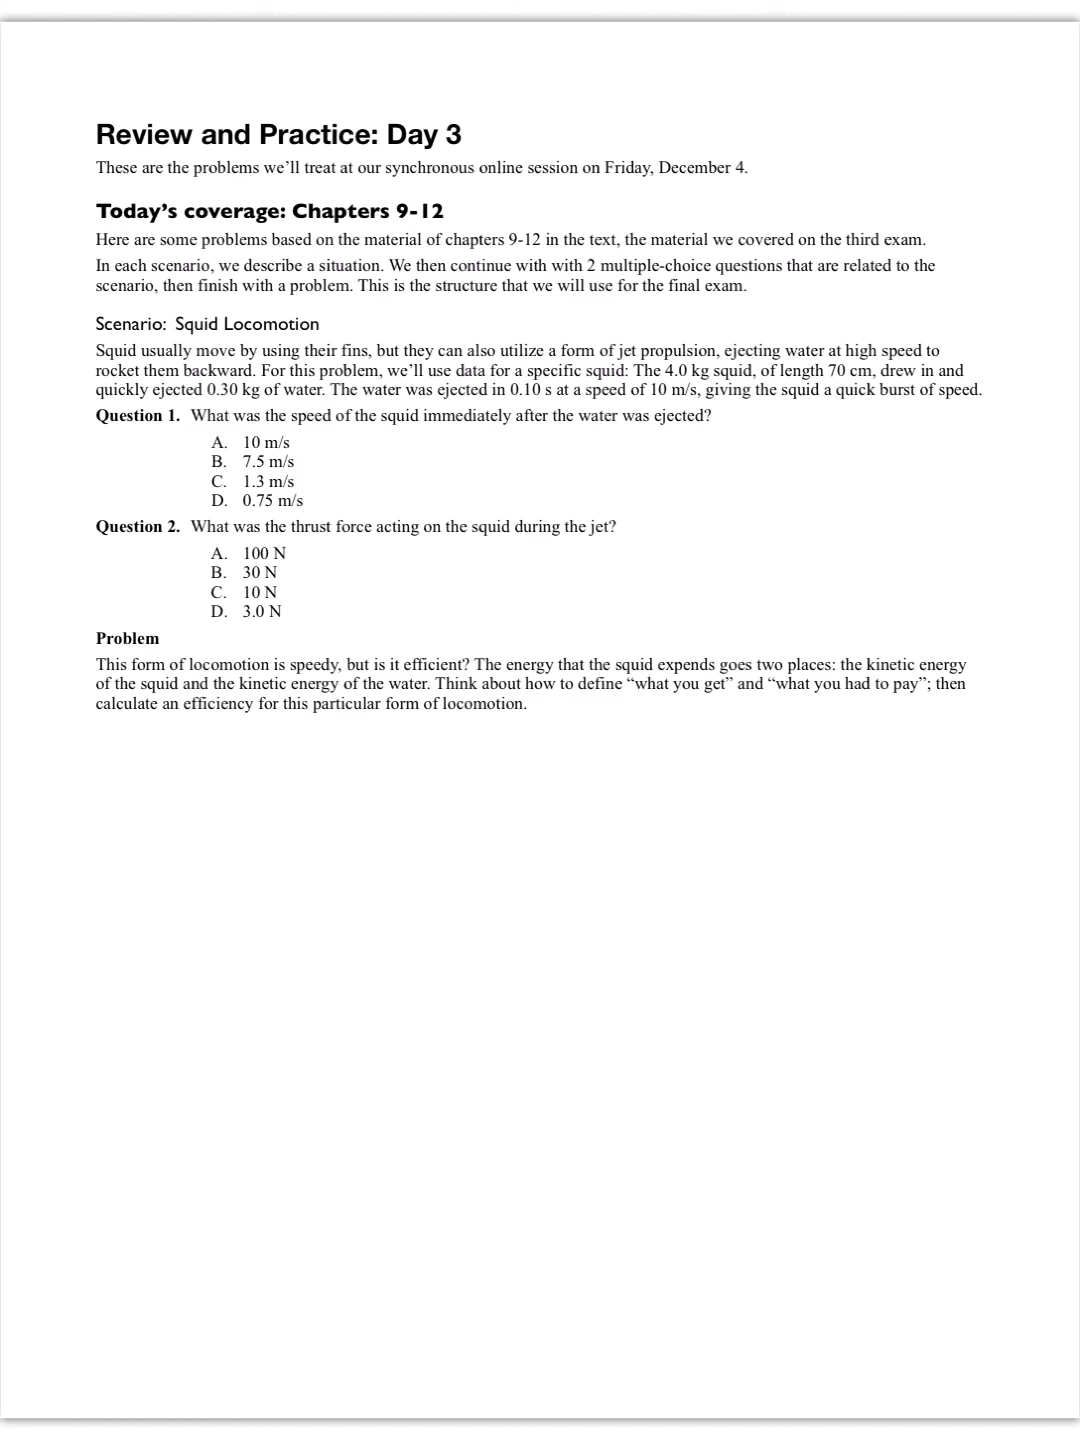 Review and Practice: Day 3
These are the problems we’ll treat at our synchronous online session on Friday, December 4.
Today’s coverage: Chapters 9-12
Here are some problems based on the material of chapters 9-12 in the text, the material we covered on the third exam.
In each scenario, we describe a situation. We then continue with with 2 multiple-choice questions that are related to the
scenario, then finish with a problem. This is the structure that we will use for the final exam.
Scenario: Squid Locomotion
Squid usually move by using their fins, but they can also utilize a form of jet propulsion, ejecting water at high speed to
rocket them backward. For this problem, we’ll use data for a specific squid: The 4.0 kg squid, of length 70 cm, drew in and
quickly ejected 0.30 kg of water. The water was ejected in 0.10 s at a speed of 10 m/s, giving the squid a quick burst of speed.
Question 1. What was the speed of the squid immediately after the water was ejected?
A. 10 m/s
B. 7.5 m/s
C. 1.3 m/s
D. 0.75 m/s
Question 2. What was the thrust force acting on the squid during the jet?
A. 100 N
B. 30 N
C. 10 N
D. 3.0 N
Problem
This form of locomotion is speedy, but is it efficient? The energy that the squid expends goes two places: the kinetic energy
of the squid and the kinetic energy of the water. Think about how to define “what you get” and “what you had to pay”; then
calculate an efficiency for this particular form of locomotion.